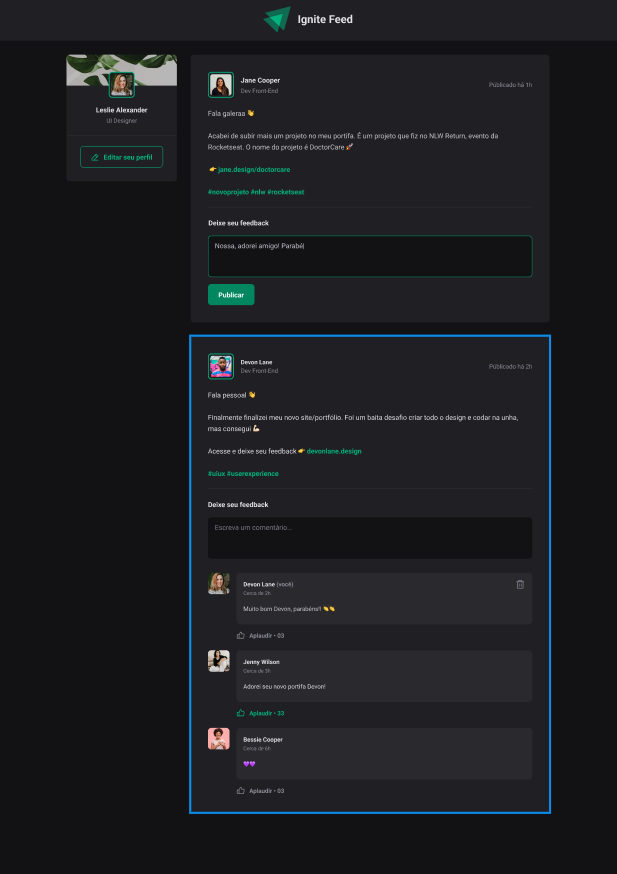 Ignite Feed
Leslie Alexander
UI Designer
Editar seu perfil
Jane Cooper
Dev Front-End
Públicado há 1h
Fala galeraa 👋
Acabei de subir mais um projeto no meu portifa. É um projeto que fiz no NLW Return, evento da
Rocketseat. O nome do projeto é DoctorCare 🚀
👉 jane.design/doctorcare
#novoprojeto #nlw #rocketseat
Deixe seu feedback
Nossa, adorei amigo! Parabé
Publicar
Devon Lane
Dev Front-End
Públicado há 2h
Fala pessoal 👋
Finalmente finalizei meu novo site/portfólio. Foi um baita desafio criar todo o design e codar na unha,
mas consegui 💪🏻
Acesse e deixe seu feedback 👉 devonlane.design
#uiux #userexperience
Deixe seu feedback
Escreva um comentário...
Devon Lane (você)
Cerca de 2h
Muito bom Devon, parabéns!! 👏👏
Aplaudir • 03
Jenny Wilson
Cerca de 3h
Adorei seu novo portifa Devon!
Aplaudir • 33
Bessie Cooper
Cerca de 6h
💜💜
Aplaudir • 03